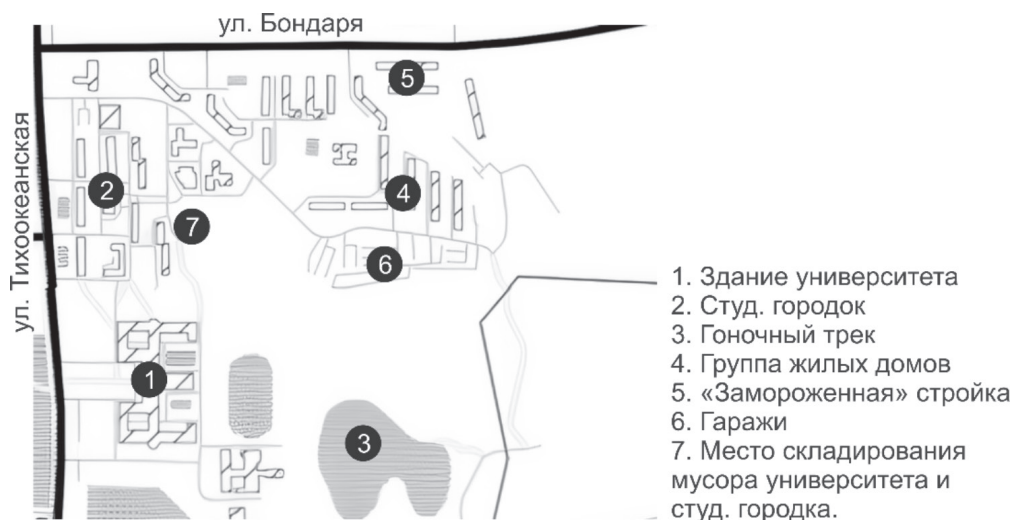 ул. Бондаря
ул. Тихоокеанская
5
2
4
7
6
1
3
1. Здание университета
2. Студ. городок
3. Гоночный трек
4. Группа жилых домов
5. «Замороженная» стройка
6. Гаражи
7. Место складирования
мусора университета и
студ. городка.